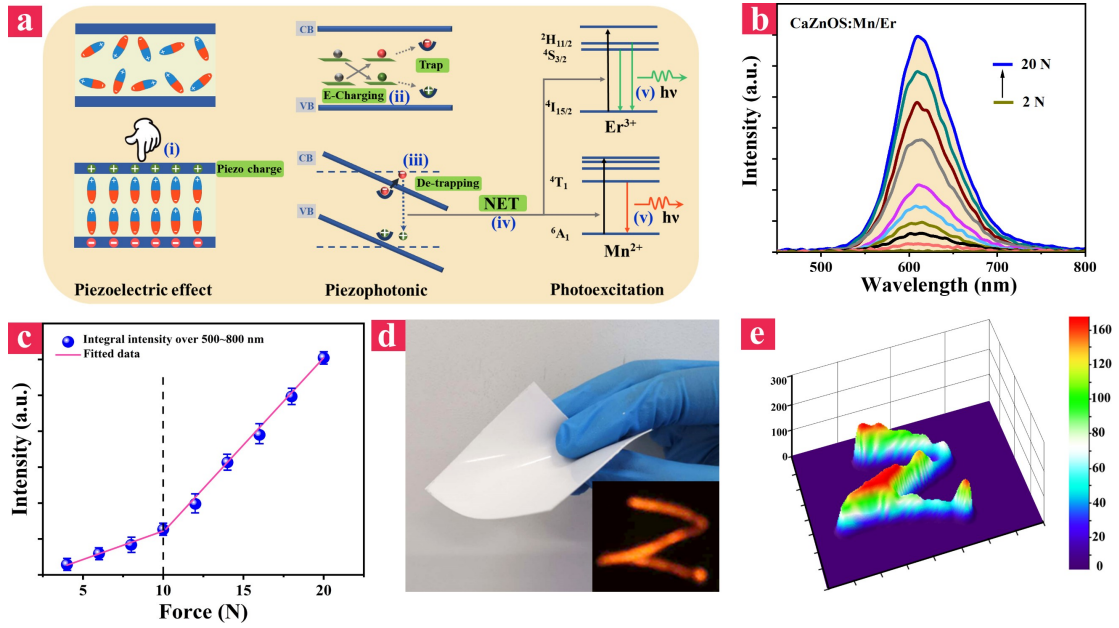 a
CB
VB
E-Charging
(ii)
Trap
(i)
Piezo charge
CB
VB
(iii)
De-trapping
NET
(iv)
²H₁₁/₂
⁴S₃/₂
⁴I₁₅/₂
(v)
hν
Er³⁺
⁴T₁
⁶A₁
(v)
hν
Mn²⁺
Piezoelectric effect
Piezophotonic
Photoexcitation
b
CaZnOS:Mn/Er
20 N
2 N
Intensity (a.u.)
500 600 700 800
Wavelength (nm)
c
Integral intensity over 500~800 nm
Fitted data
Intensity (a.u.)
5 10 15 20
Force (N)
d
e
300
200
100
0
160
140
120
100
80
60
40
20
0